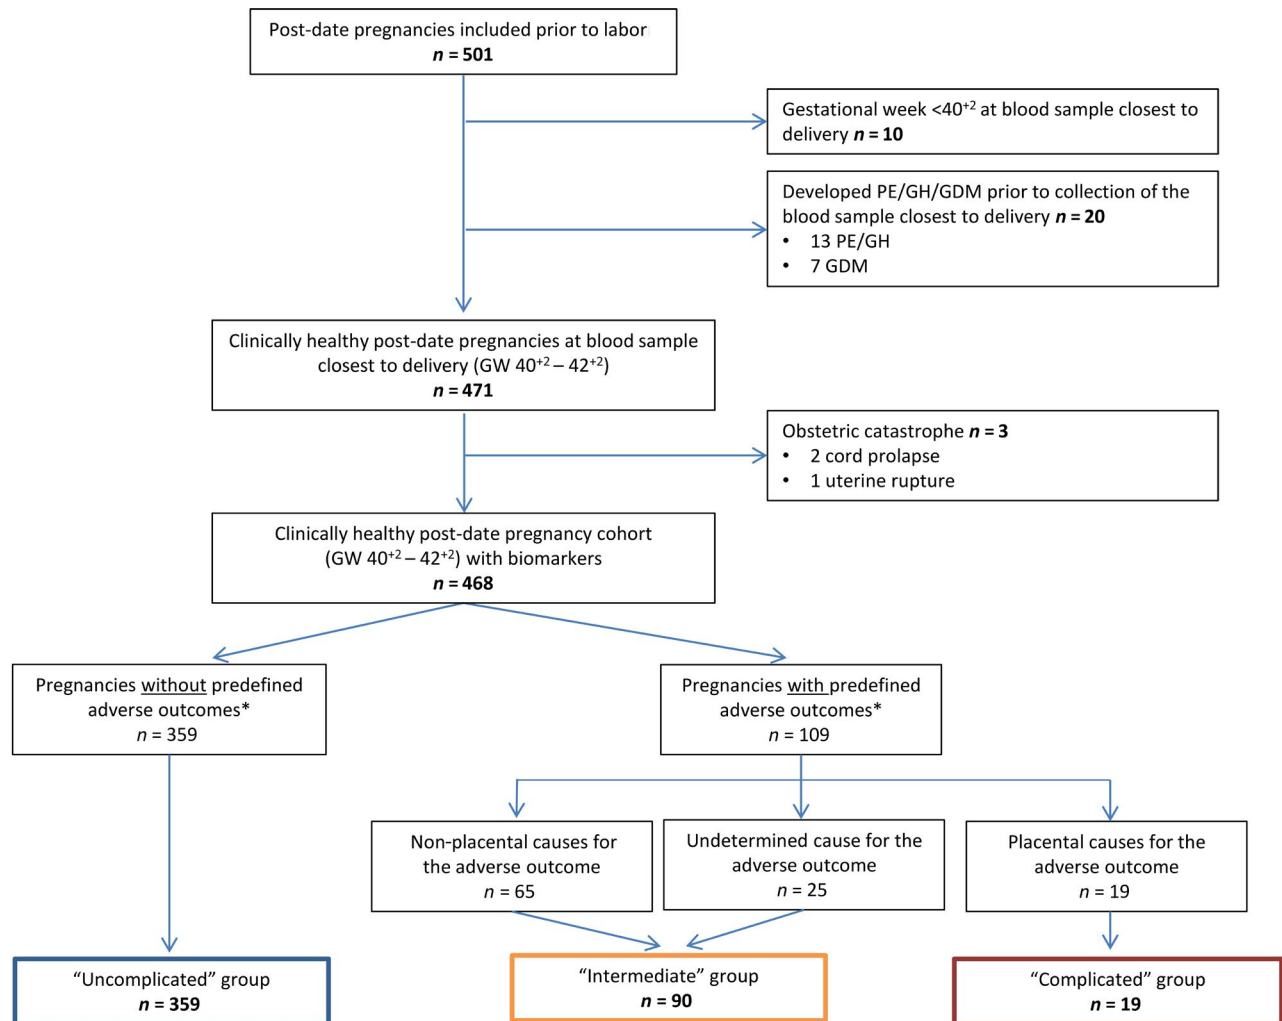 Post-date pregnancies included prior to labor
n = 501
Gestational week <40⁺² at blood sample closest to
delivery n = 10
Developed PE/GH/GDM prior to collection of the
blood sample closest to delivery n = 20
• 13 PE/GH
• 7 GDM
Clinically healthy post-date pregnancies at blood sample
closest to delivery (GW 40⁺² – 42⁺²)
n = 471
Obstetric catastrophe n = 3
• 2 cord prolapse
• 1 uterine rupture
Clinically healthy post-date pregnancy cohort
(GW 40⁺² – 42⁺²) with biomarkers
n = 468
Pregnancies without predefined
adverse outcomes*
n = 359
Pregnancies with predefined
adverse outcomes*
n = 109
Non-placental causes for
the adverse outcome
n = 65
Undetermined cause for the
adverse outcome
n = 25
Placental causes for the
adverse outcome
n = 19
“Uncomplicated” group
n = 359
“Intermediate” group
n = 90
“Complicated” group
n = 19